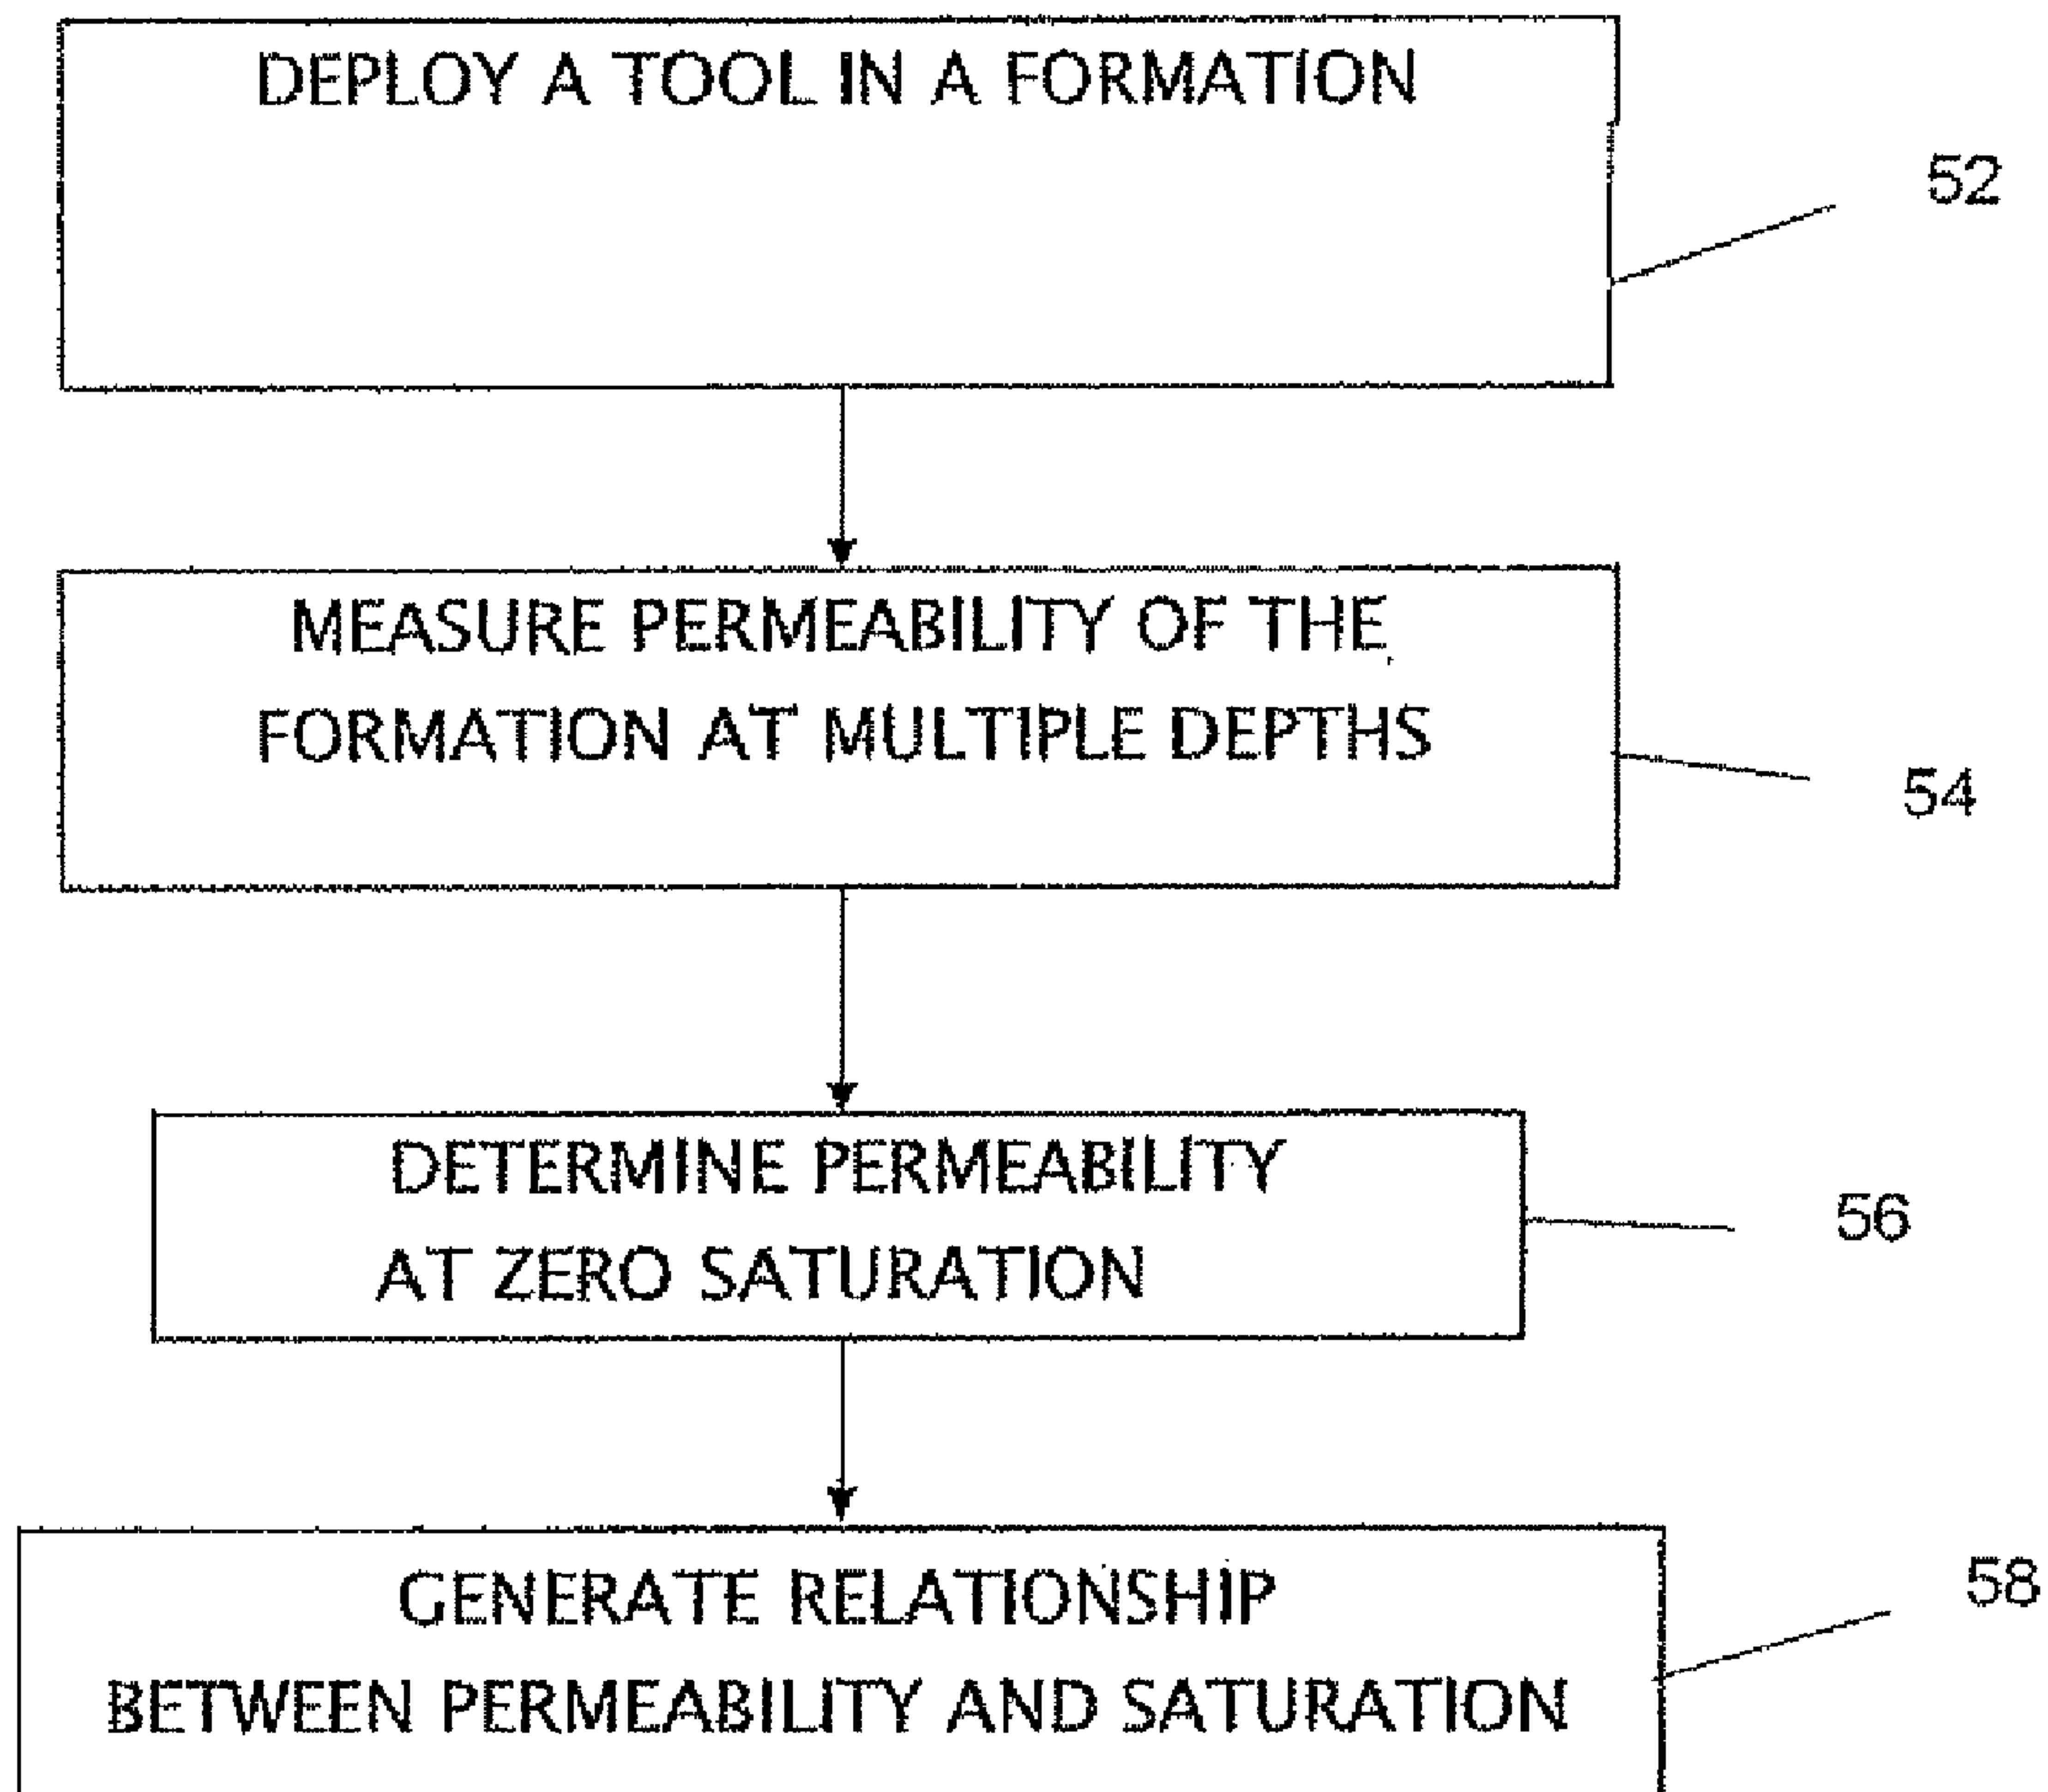 DEPLOY A TOOL IN A FORMATION
52
MEASURE PERMEABILITY OF THE
FORMATION AT MULTIPLE DEPTHS
54
DETERMINE PERMEABILITY
AT ZERO SATURATION
56
GENERATE RELATIONSHIP
BETWEEN PERMEABILITY AND SATURATION
58